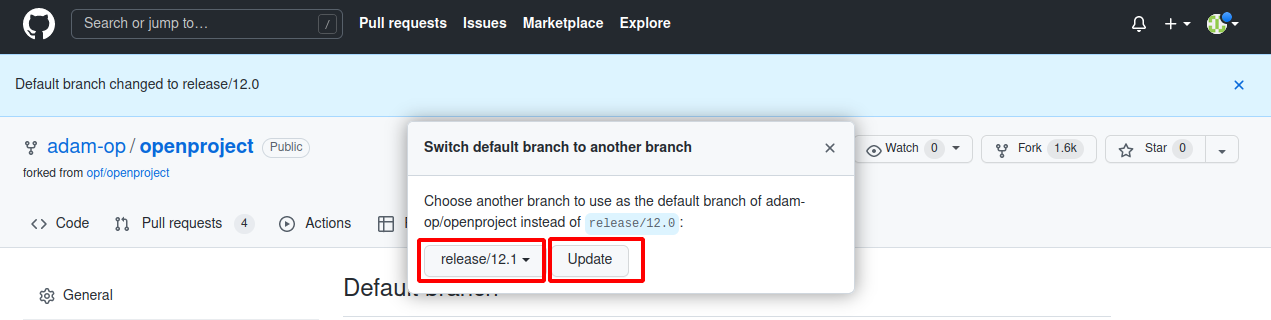 Search or jump to… /
Pull requests Issues Marketplace Explore
Default branch changed to release/12.0
adam-op / openproject Public
forked from opf/openproject
Watch 0
Fork 1.6k
Star 0
Code
Pull requests 4
Actions
Switch default branch to another branch
Choose another branch to use as the default branch of adam-
op/openproject instead of release/12.0 :
release/12.1
Update
General
Default branch